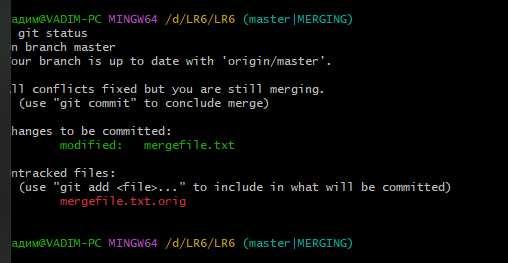 адим@VADIM-PC MINGW64 /d/LR6/LR6 (master|MERGING)
git status
n branch master
our branch is up to date with 'origin/master'.
ll conflicts fixed but you are still merging.
(use "git commit" to conclude merge)
hanges to be committed:
modified: mergefile.txt
ntracked files:
(use "git add <file>..." to include in what will be committed)
mergefile.txt.orig
адим@VADIM-PC MINGW64 /d/LR6/LR6 (master|MERGING)